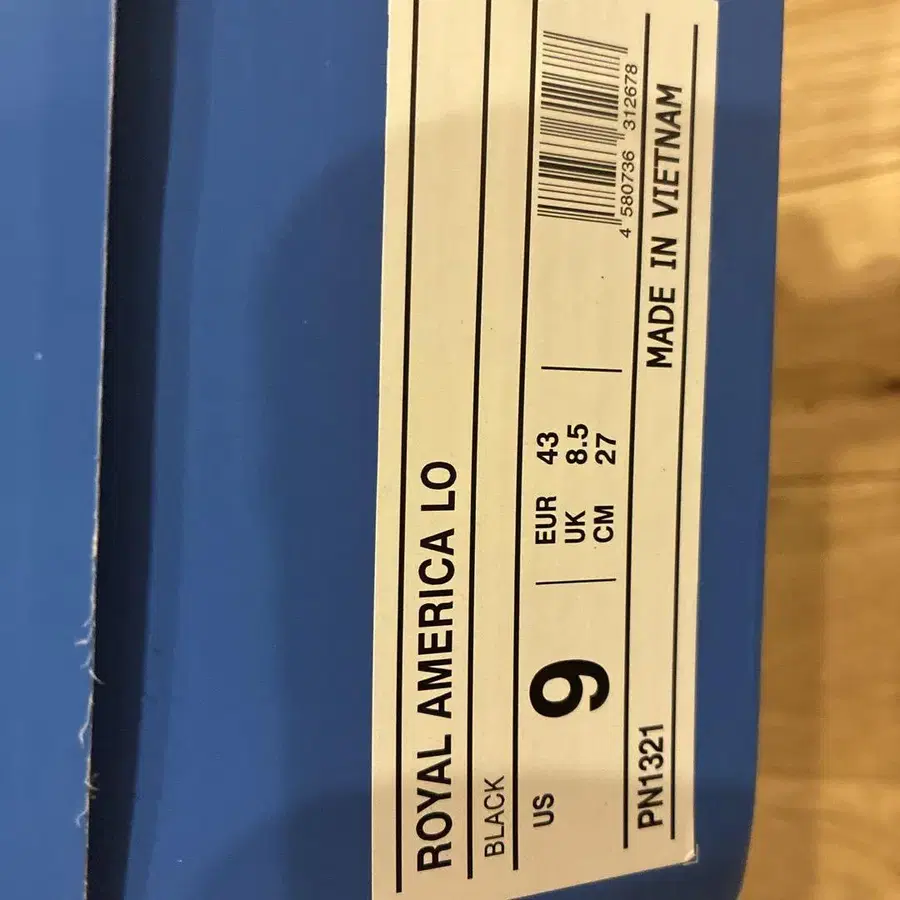 ROYAL AMERICA LO
BLACK
US 9
EUR 43
UK 8.5
CM 27
4 580736 312678
PN1321 MADE IN VIETNAM